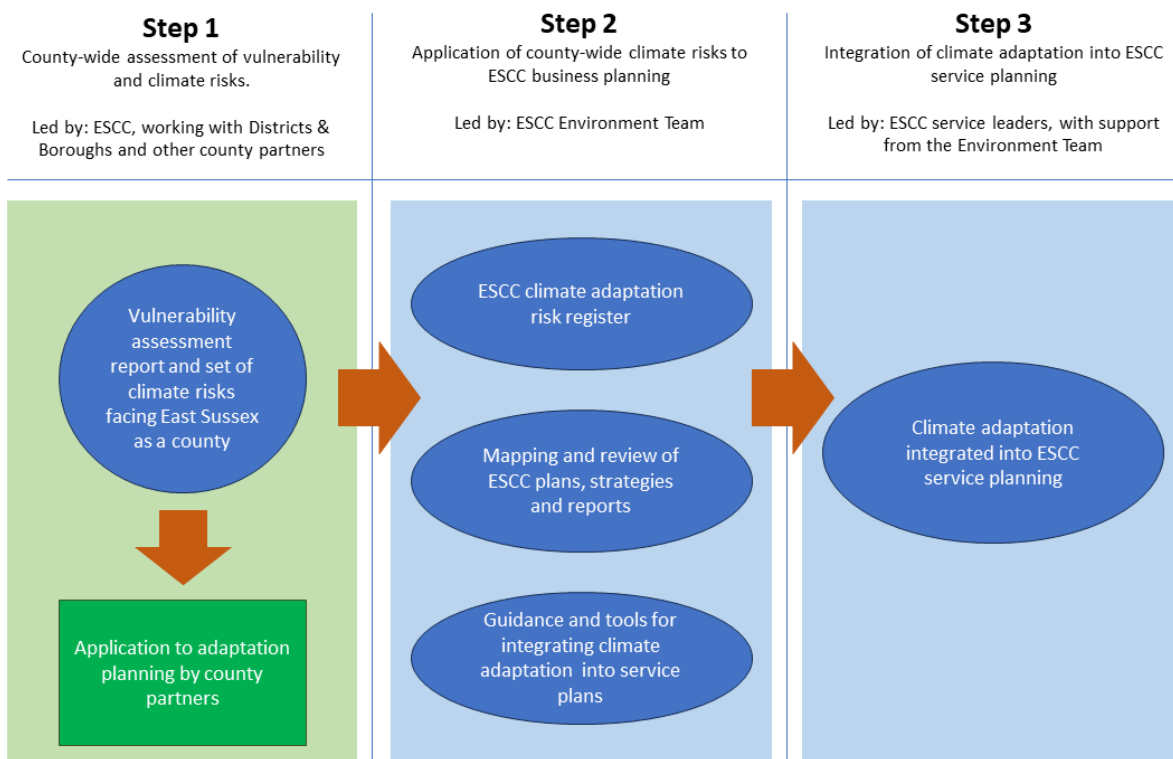 Step 1
County-wide assessment of vulnerability
and climate risks.
Led by: ESCC, working with Districts &
Boroughs and other county partners
Step 2
Application of county-wide climate risks to
ESCC business planning
Led by: ESCC Environment Team
Step 3
Integration of climate adaptation into ESCC
service planning
Led by: ESCC service leaders, with support
from the Environment Team
Vulnerability
assessment
report and set of
climate risks
facing East Sussex
as a county
Application to adaptation
planning by county
partners
ESCC climate adaptation
risk register
Mapping and review of
ESCC plans, strategies
and reports
Guidance and tools for
integrating climate
adaptation into service
plans
Climate adaptation
integrated into ESCC
service planning